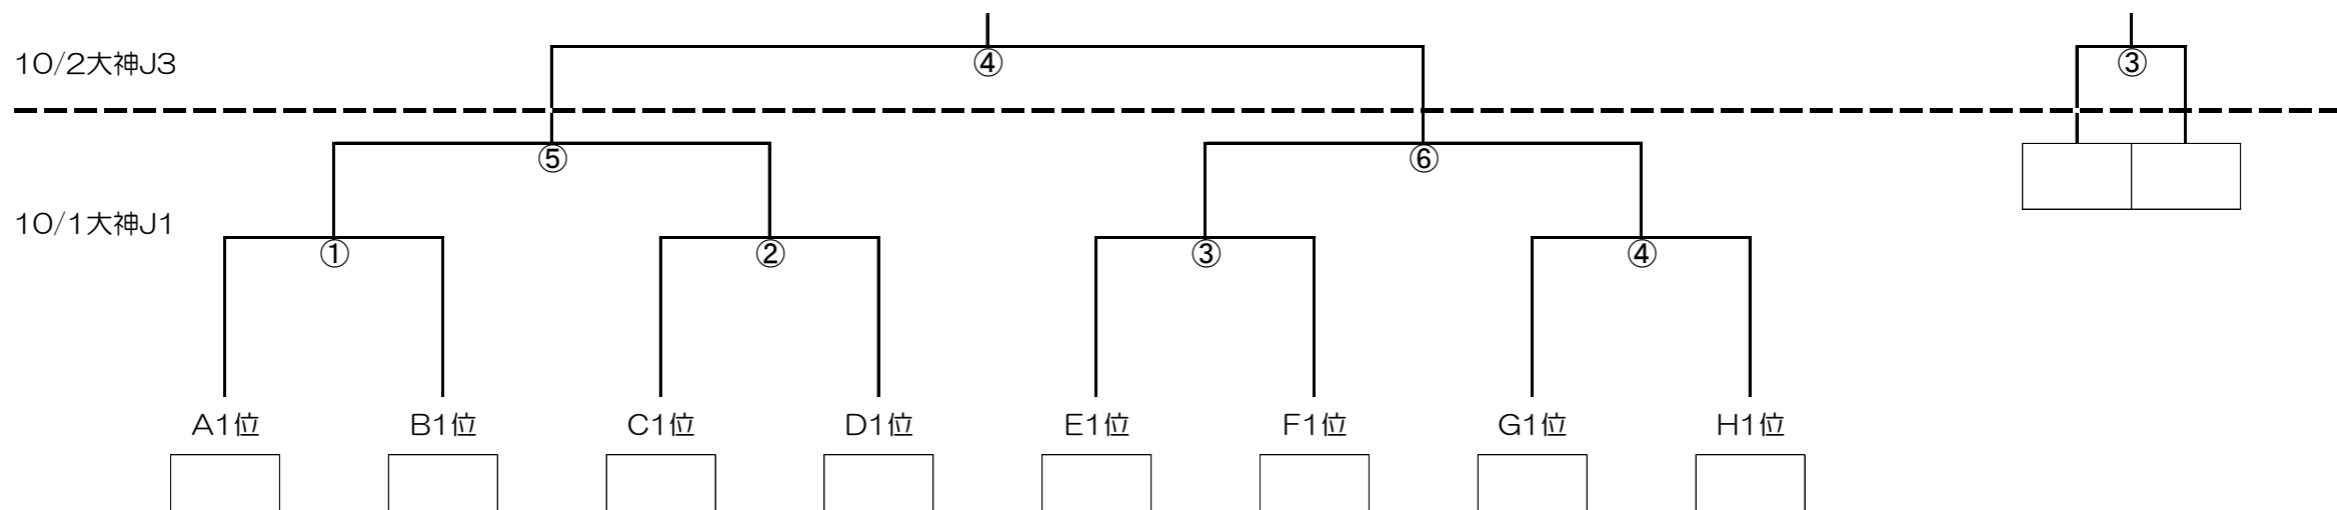 10/2大神J3
④
③
⑤
⑥
10/1大神J1
①
②
③
④
A1位
B1位
C1位
D1位
E1位
F1位
G1位
H1位